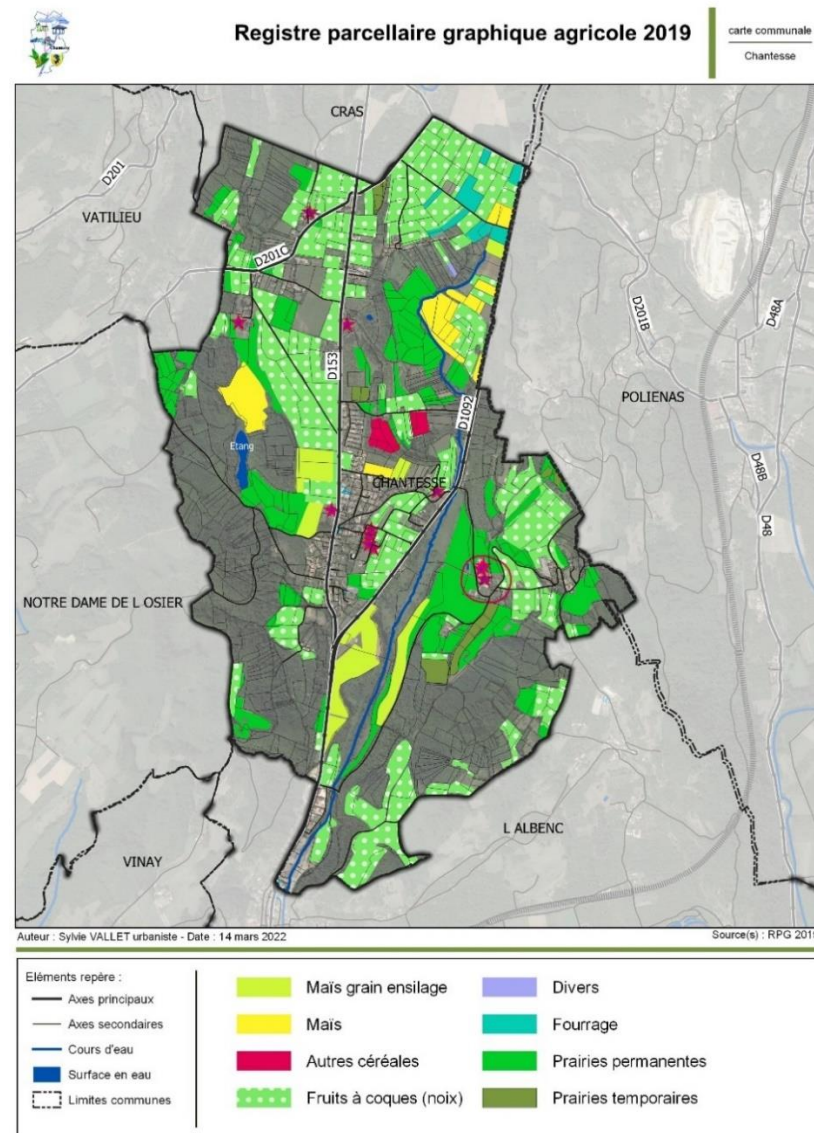 Registre parcellaire graphique agricole 2019
carte communale
Chantesse
CRAS
D201
VATILIEU
D201C
D153
D1092
D201B
D48A
POLIENAS
Etang
CHANTESSE
D48B
D48
NOTRE DAME DE L OSIER
L ALBENC
VINAY
Auteur : Sylvie VALLET urbaniste - Date : 14 mars 2022
Source(s) : RPG 2019
Eléments repère :
Axes principaux
Axes secondaires
Cours d'eau
Surface en eau
Limites communes
Maïs grain ensilage
Maïs
Autres céréales
Fruits à coques (noix)
Divers
Fourrage
Prairies permanentes
Prairies temporaires